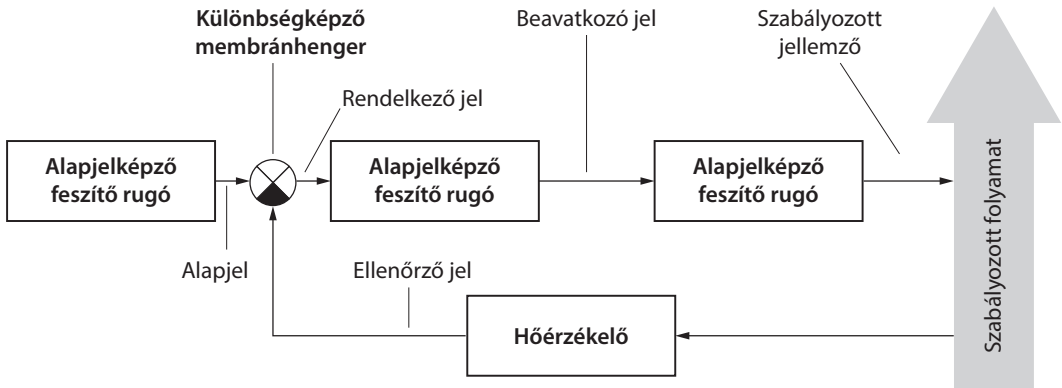 Különbségképző
membránhenger
Beavatkozó jel
Szabályozott
jellemző
Rendelkező jel
Alapjelképző
feszítő rugó
Alapjelképző
feszítő rugó
Alapjelképző
feszítő rugó
Alapjel
Ellenőrző jel
Hőérzékelő
Szabályozott folyamat